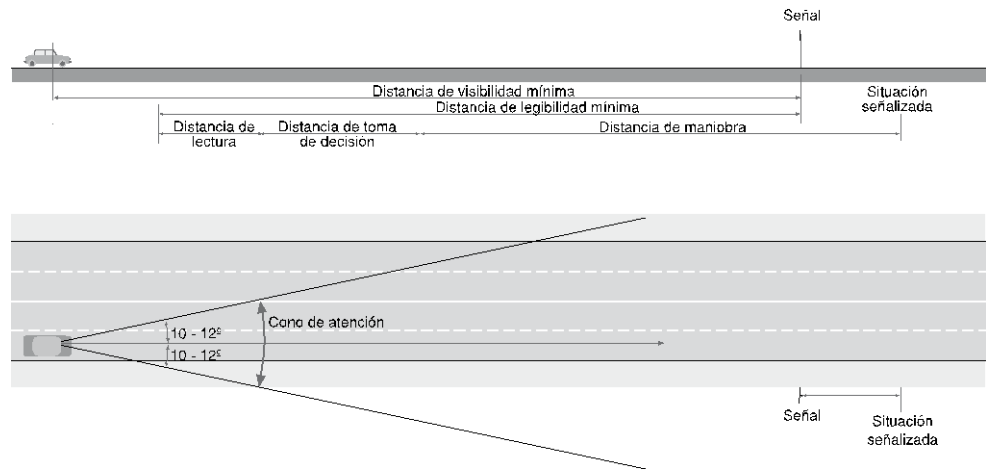 Señal
Distancia de visibilidad mínima
Distancia de legibilidad mínima
Situación
señalizada
Distancia de
lectura
Distancia de toma
de decisión
Distancia de maniobra
10 - 12º
Cono de atención
10 - 12º
Señal
Situación
señalizada